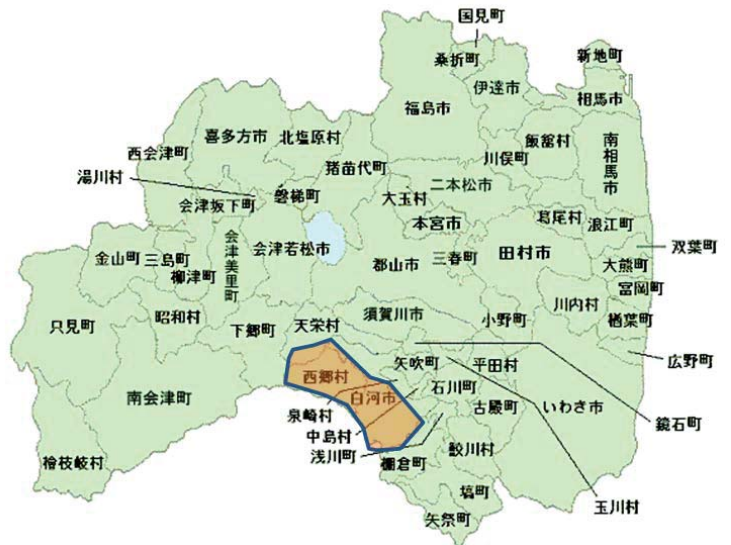 国見町
桑折町
新地町
伊達市
相馬市
福島市
喜多方市
北塩原村
飯舘村
南相馬市
西会津町
猪苗代町
川俣町
湯川村
磐梯町
二本松市
大玉村
会津坂下町
本宮市
葛尾村
浪江町
会津若松市
会津美里町
双葉町
金山町
三島町
柳津町
郡山市
三春町
田村市
大熊町
富岡町
川内村
楢葉町
只見町
昭和村
下郷町
天栄村
須賀川市
小野町
広野町
西郷村
矢吹町
平田村
南会津町
白河市
石川町
泉崎村
古殿町
いわき市
鏡石町
中島村
浅川町
檜枝岐村
棚倉町
鮫川村
塙町
玉川村
矢祭町